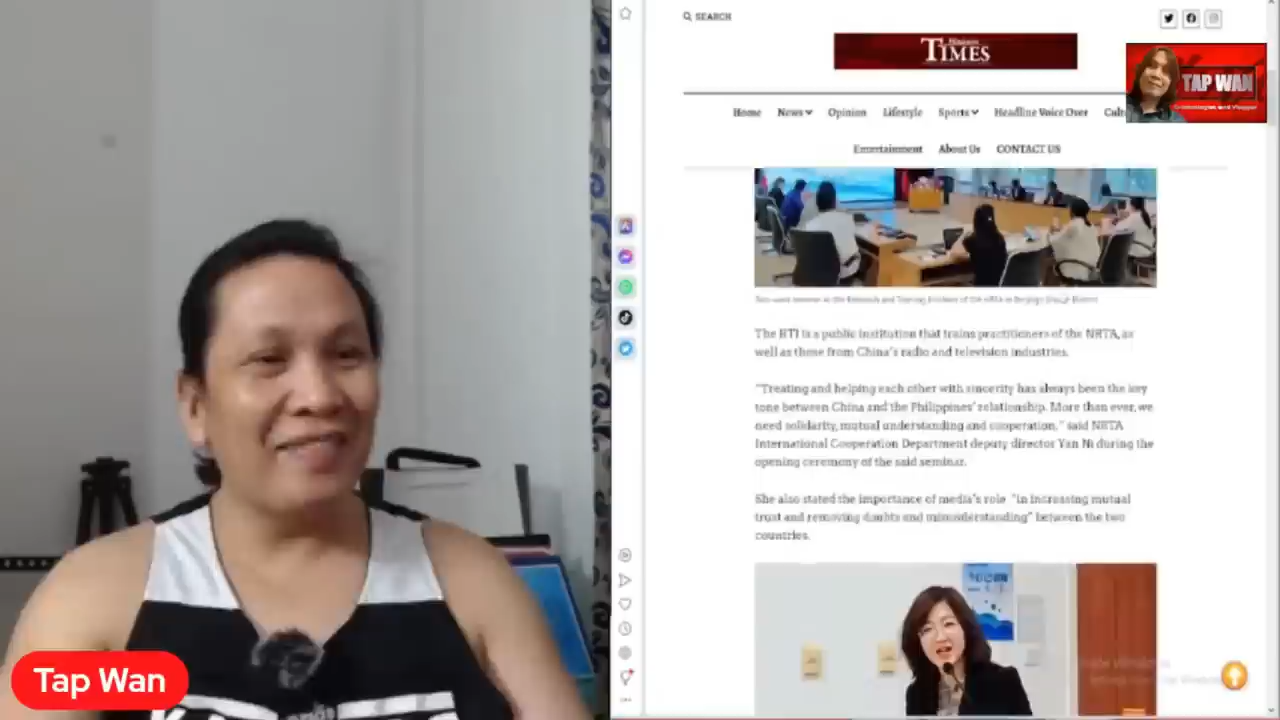 SEARCH
TIMES
TAP WAN
Home News Opinion Lifestyle Sports Headline Voice Over
Entertainment About Us CONTACT US
The RTI is a public institution that trains practitioners of the NRTA, as
well as those from China's radio and television industries.
"Treating and helping each other with sincerity has always been the key
tone between China and the Philippines' relationship. More than ever, we
need solidarity, mutual understanding and cooperation," said NRTA
International Cooperation Department deputy director Yan Ni during the
opening ceremony of the said seminar.
She also stated the importance of media's role "in increasing mutual
trust and removing doubts and misunderstanding" between the two
countries.
Tap Wan